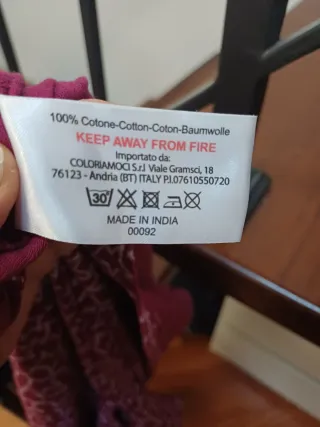 100% Cotone-Cotton-Coton-Baumwolle
KEEP AWAY FROM FIRE
Importato da:
COLORIAMOCI S.r.l Viale Gramsci, 18
76123 - Andria (BT) ITALY P.I.07610550720
30°
MADE IN INDIA
00092